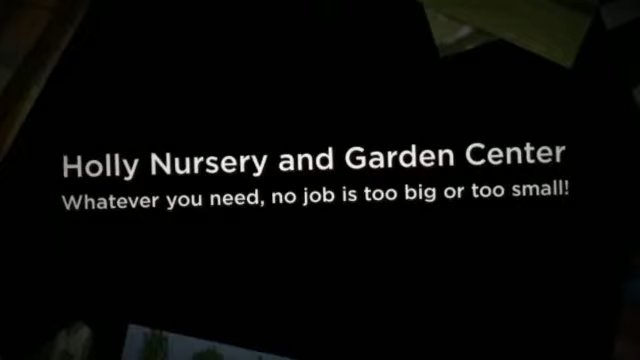 Holly Nursery and Garden Center
Whatever you need, no job is too big or too small!